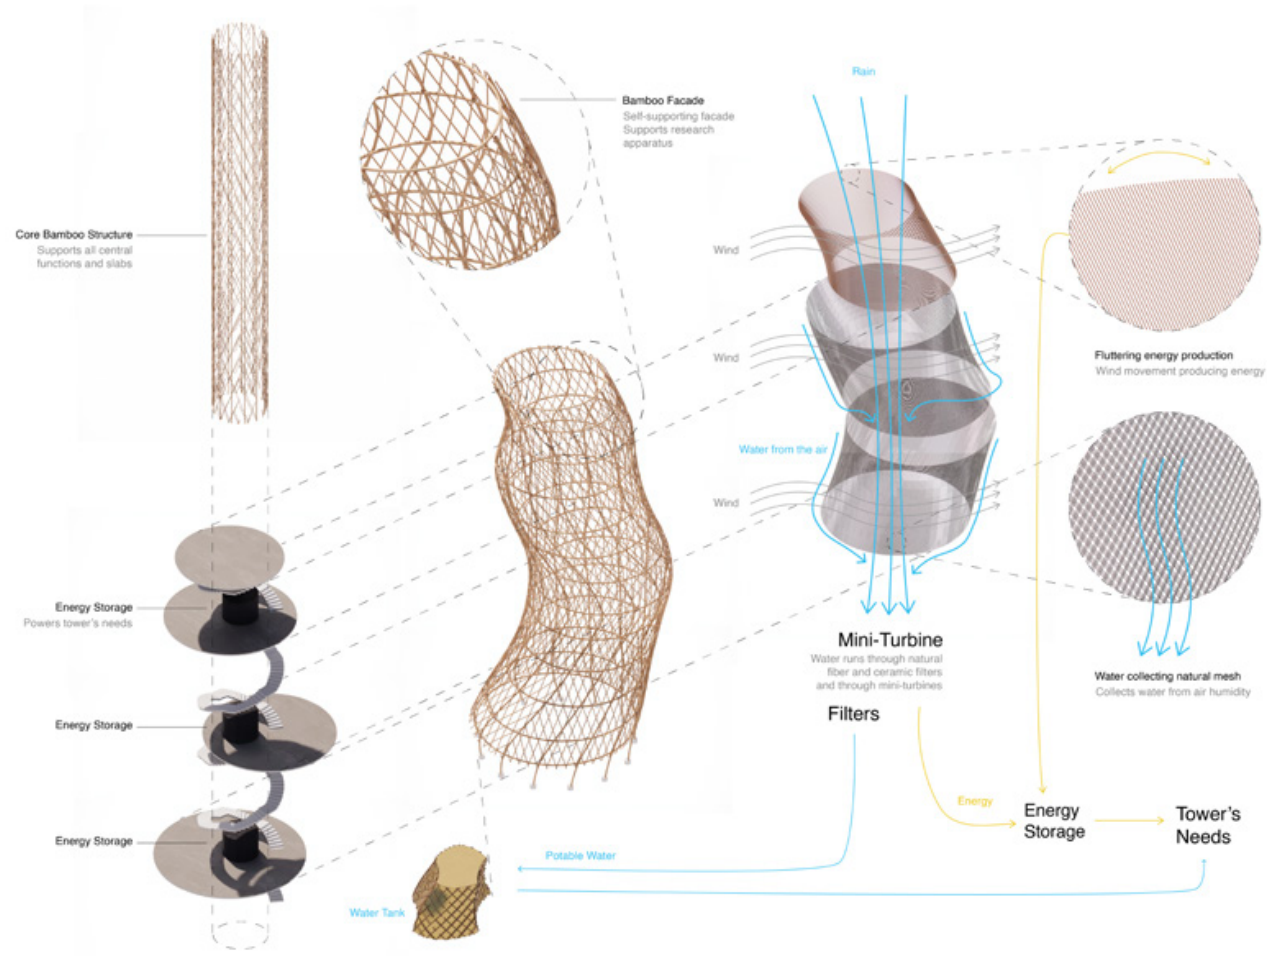 Rain
Bamboo Facade
Self-supporting facade
Supports research
apparatus
Core Bamboo Structure
Supports all central
functions and slabs
Wind
Wind
Fluttering energy production
Wind movement producing energy
Water from the air
Wind
Energy Storage
Powers tower's needs
Mini-Turbine
Water runs through natural
fiber and ceramic filters
and through mini-turbines
Water collecting natural mesh
Collects water from air humidity
Filters
Energy Storage
Energy
Energy
Storage
Tower's
Needs
Energy Storage
Potable Water
Water Tank